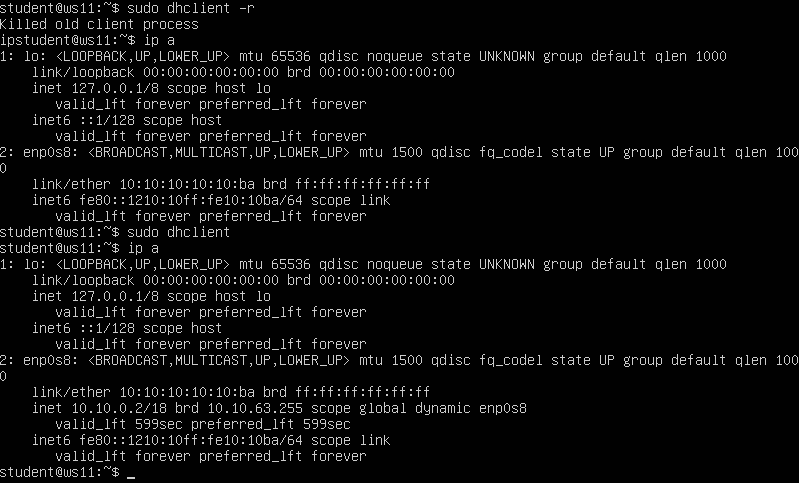 student@ws11:~$ sudo dhclient -r
Killed old client process
ipstudent@ws11:~$ ip a
1: lo: <LOOPBACK,UP,LOWER_UP> mtu 65536 qdisc noqueue state UNKNOWN group default qlen 1000
    link/loopback 00:00:00:00:00:00 brd 00:00:00:00:00:00
    inet 127.0.0.1/8 scope host lo
       valid_lft forever preferred_lft forever
    inet6 ::1/128 scope host
       valid_lft forever preferred_lft forever
2: enp0s8: <BROADCAST,MULTICAST,UP,LOWER_UP> mtu 1500 qdisc fq_codel state UP group default qlen 100
0
    link/ether 10:10:10:10:10:ba brd ff:ff:ff:ff:ff:ff
    inet6 fe80::1210:10ff:fe10:10ba/64 scope link
       valid_lft forever preferred_lft forever
student@ws11:~$ sudo dhclient
student@ws11:~$ ip a
1: lo: <LOOPBACK,UP,LOWER_UP> mtu 65536 qdisc noqueue state UNKNOWN group default qlen 1000
    link/loopback 00:00:00:00:00:00 brd 00:00:00:00:00:00
    inet 127.0.0.1/8 scope host lo
       valid_lft forever preferred_lft forever
    inet6 ::1/128 scope host
       valid_lft forever preferred_lft forever
2: enp0s8: <BROADCAST,MULTICAST,UP,LOWER_UP> mtu 1500 qdisc fq_codel state UP group default qlen 100
0
    link/ether 10:10:10:10:10:ba brd ff:ff:ff:ff:ff:ff
    inet 10.10.0.2/18 brd 10.10.63.255 scope global dynamic enp0s8
       valid_lft 599sec preferred_lft 599sec
    inet6 fe80::1210:10ff:fe10:10ba/64 scope link
       valid_lft forever preferred_lft forever
student@ws11:~$ _